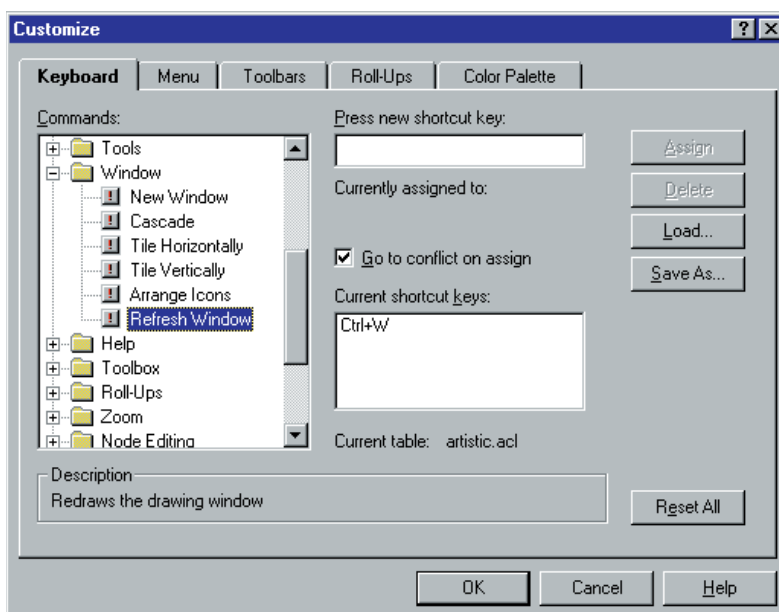 Customize
Keyboard Menu Toolbars Roll-Ups Color Palette
Commands:
Tools
Window
New Window
Cascade
Tile Horizontally
Tile Vertically
Arrange Icons
Refresh Window
Help
Toolbox
Roll-Ups
Zoom
Node Editing
Press new shortcut key:
Currently assigned to:
Go to conflict on assign
Current shortcut keys:
Ctrl+W
Current table: artistic.acl
Assign
Delete
Load...
Save As...
Description
Redraws the drawing window
Reset All
OK Cancel Help